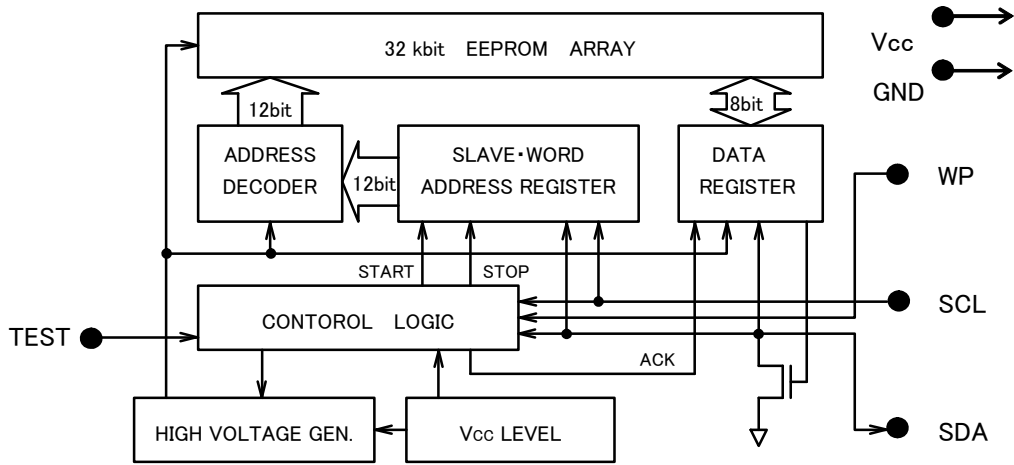 32 kbit EEPROM ARRAY
Vcc
GND
12bit
8bit
ADDRESS
DECODER
12bit
SLAVE・WORD
ADDRESS REGISTER
DATA
REGISTER
WP
START
STOP
SCL
TEST
CONTOROL LOGIC
ACK
HIGH VOLTAGE GEN.
Vcc LEVEL
SDA